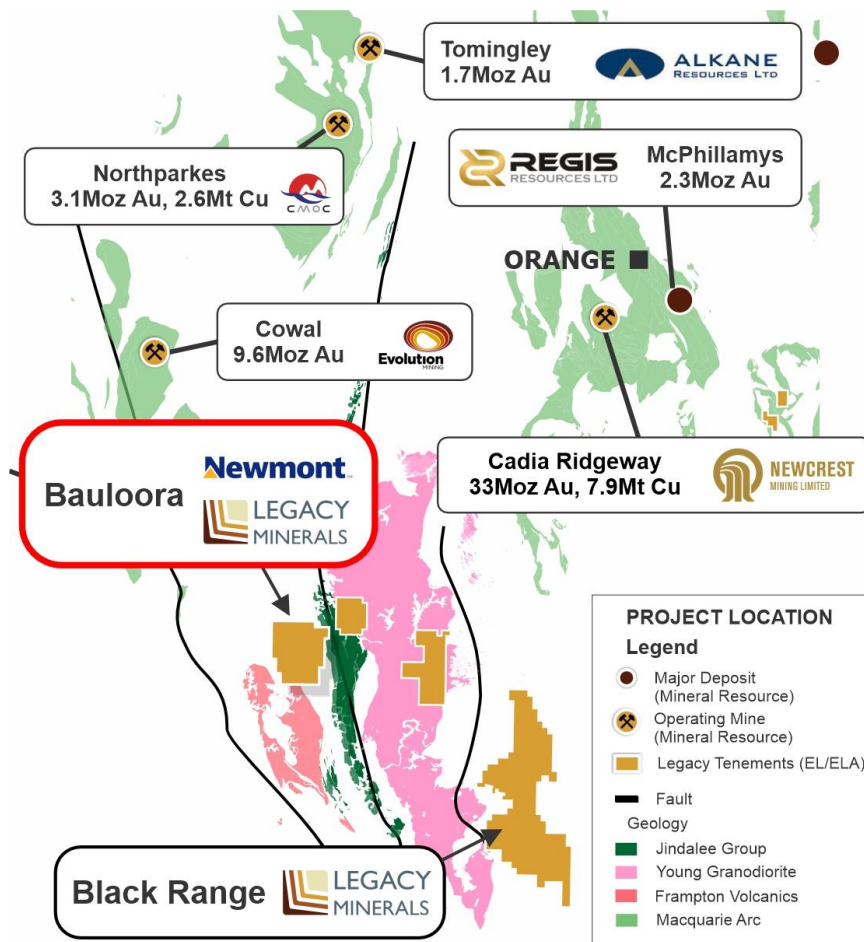 Tomingley
1.7Moz Au
ALKANE
RESOURCES LTD
Northparkes
3.1Moz Au, 2.6Mt Cu
CMOC
REGIS
RESOURCES LTD
McPhillamys
2.3Moz Au
ORANGE
Cowal
9.6Moz Au
Evolution
MINING
Bauloora
Newmont
LEGACY
MINERALS
Cadia Ridgeway
33Moz Au, 7.9Mt Cu
NEWCREST
MINING LIMITED
PROJECT LOCATION
Legend
Major Deposit
(Mineral Resource)
Operating Mine
(Mineral Resource)
Legacy Tenements (EL/ELA)
Fault
Geology
Jindalee Group
Young Granodiorite
Frampton Volcanics
Macquarie Arc
Black Range
LEGACY
MINERALS